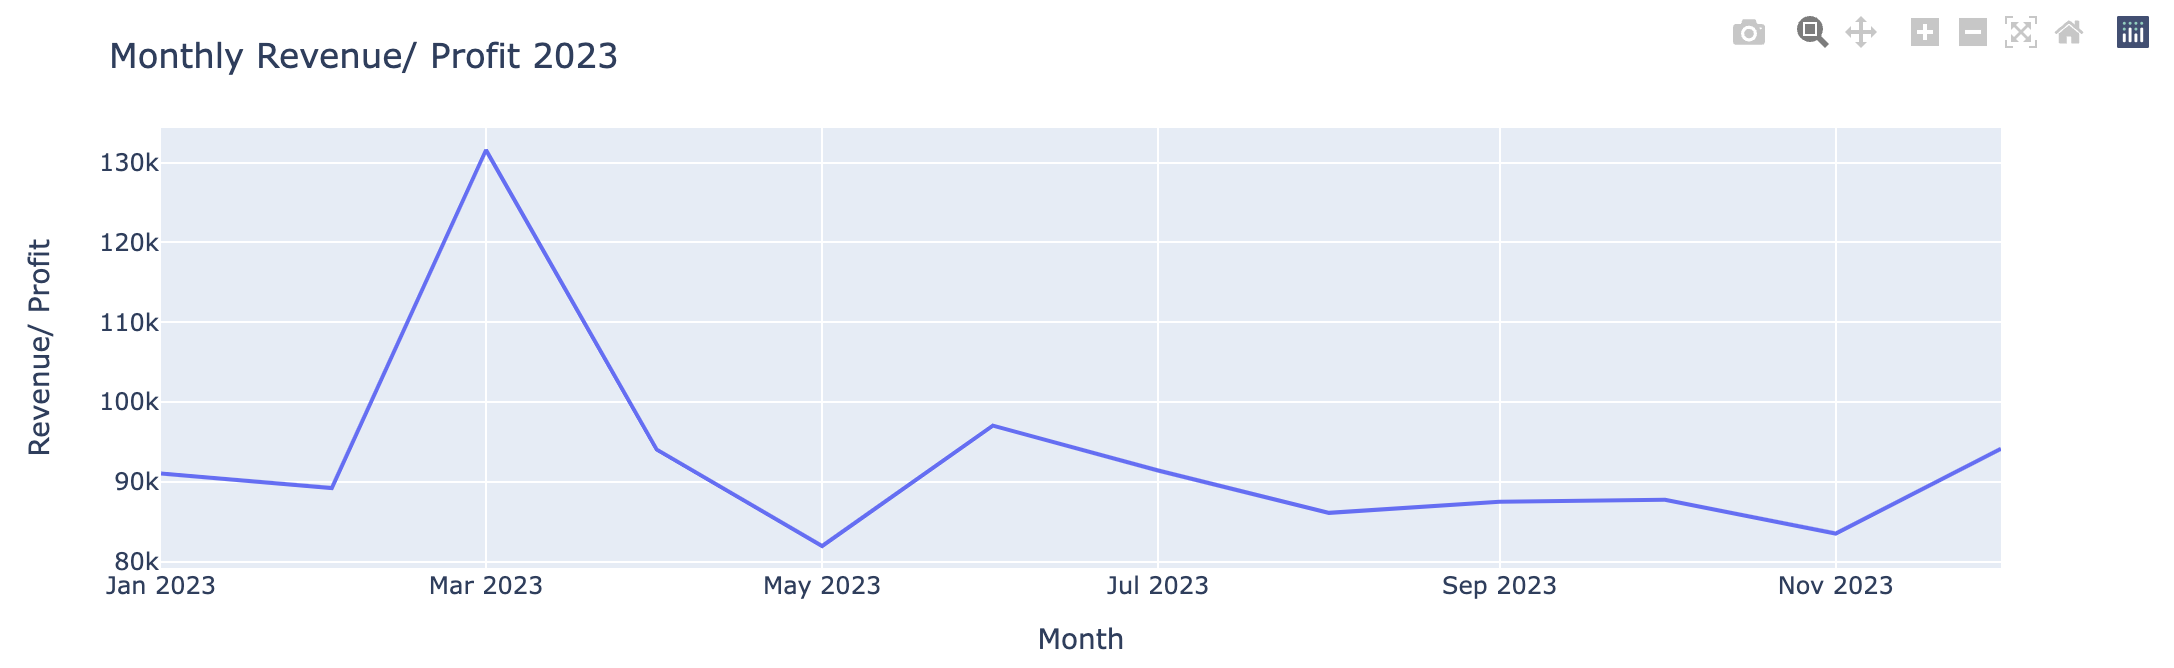 Monthly Revenue/ Profit 2023
130k
120k
110k
100k
90k
80k
Revenue/ Profit
Jan 2023 Mar 2023 May 2023 Jul 2023 Sep 2023 Nov 2023
Month